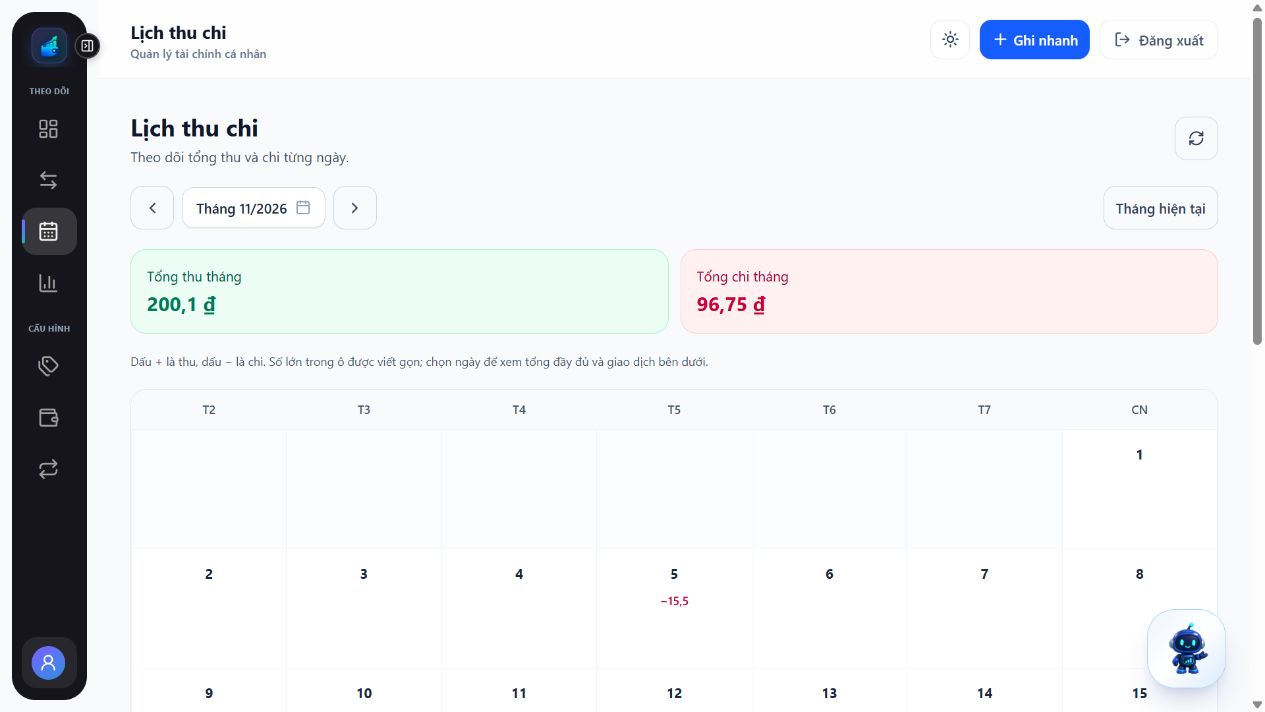 Lịch thu chi
Quản lý tài chính cá nhân
Ghi nhanh
Đăng xuất
THEO DÕI
CẤU HÌNH
Lịch thu chi
Theo dõi tổng thu và chi từng ngày.
Tháng 11/2026
Tháng hiện tại
Tổng thu tháng
200,1 ₫
Tổng chi tháng
96,75 ₫
Dấu + là thu, dấu − là chi. Số lớn trong ô được viết gọn; chọn ngày để xem tổng đầy đủ và giao dịch bên dưới.
T2 T3 T4 T5 T6 T7 CN
1
2 3 4 5 6 7 8
−15,5
9 10 11 12 13 14 15